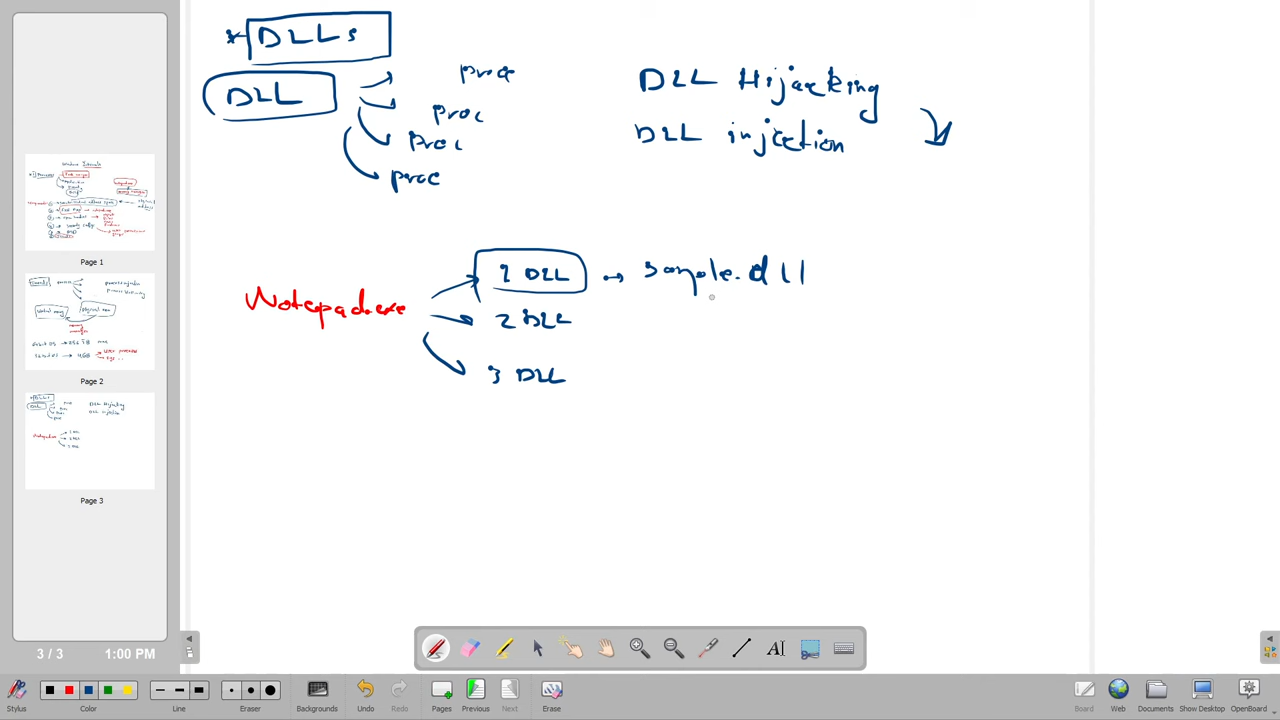 * DLLs
DLL
proc
proc
proc
proc
DLL Hijacking
DLL injection
Notepad.exe
1 DLL → sample.dll
2 DLL
3 DLL
Page 1
Page 2
Page 3
3 / 3
1:00 PM
Stylus
Color
Line
Eraser
Backgrounds
Undo
Redo
Pages
Previous
Next
Erase
Board
Web
Documents
Show Desktop
OpenBoard